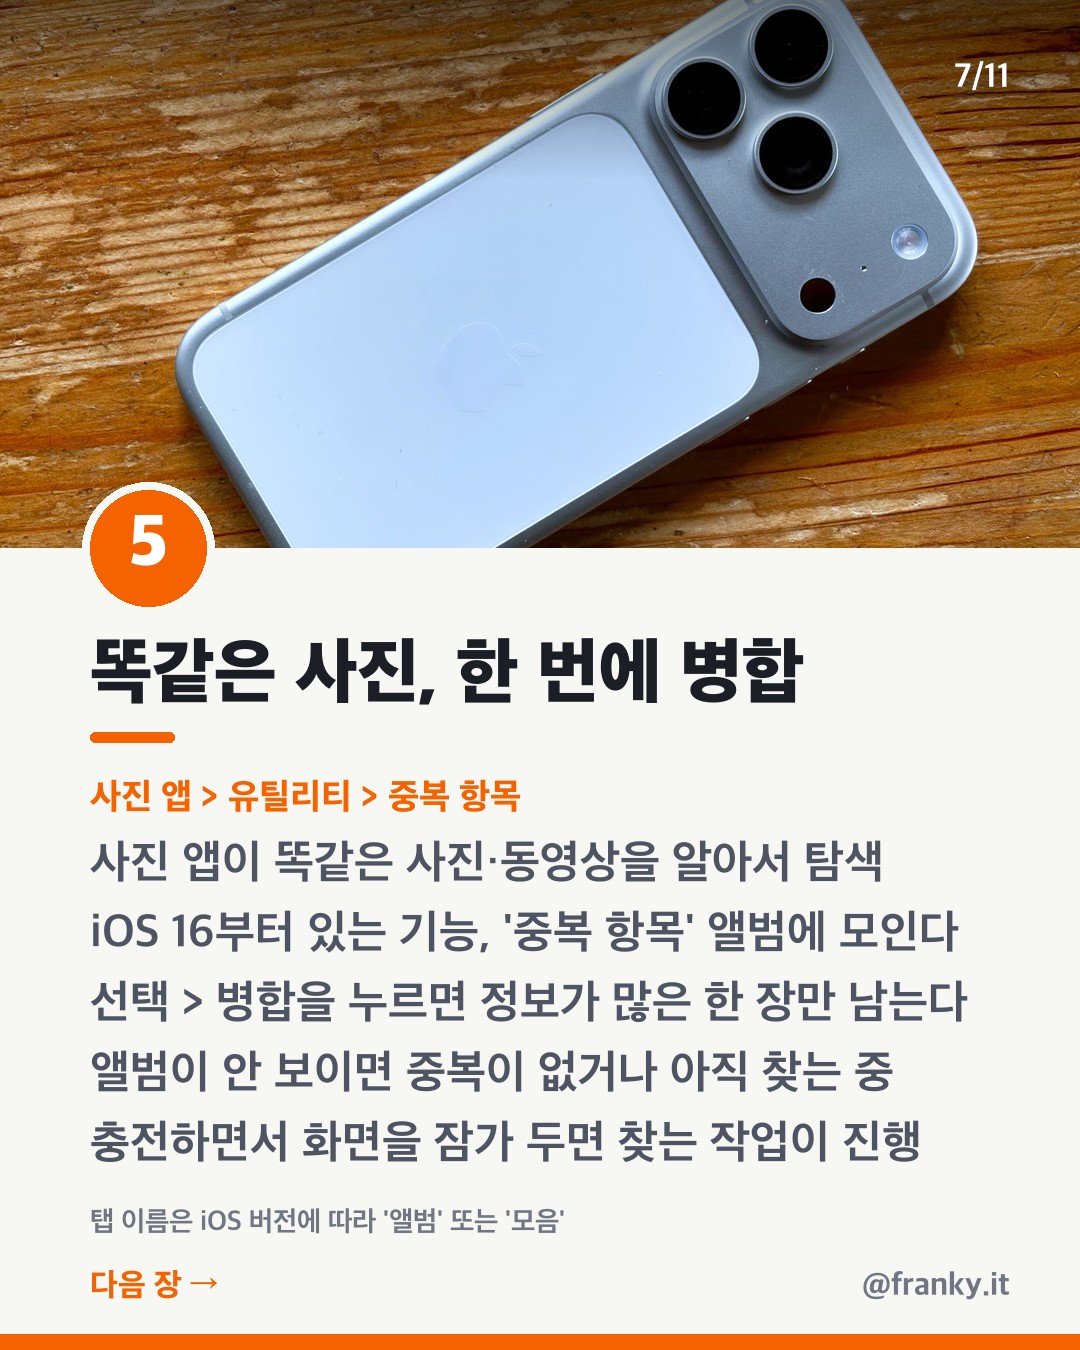 7/11
5
똑같은 사진, 한 번에 병합
사진 앱 > 유틸리티 > 중복 항목
사진 앱이 똑같은 사진·동영상을 알아서 탐색
iOS 16부터 있는 기능, '중복 항목' 앨범에 모인다
선택 > 병합을 누르면 정보가 많은 한 장만 남는다
앨범이 안 보이면 중복이 없거나 아직 찾는 중
충전하면서 화면을 잠가 두면 찾는 작업이 진행
탭 이름은 iOS 버전에 따라 '앨범' 또는 '모음'
다음 장 →
@franky.it